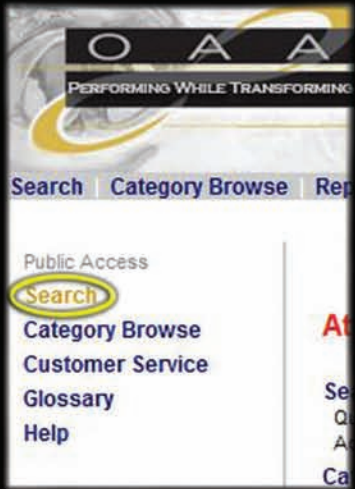 O A A
PERFORMING WHILE TRANSFORMING
Search | Category Browse | Rep
Public Access
Search
Category Browse
Customer Service
Glossary
Help
At
Se
Q
A
Ca